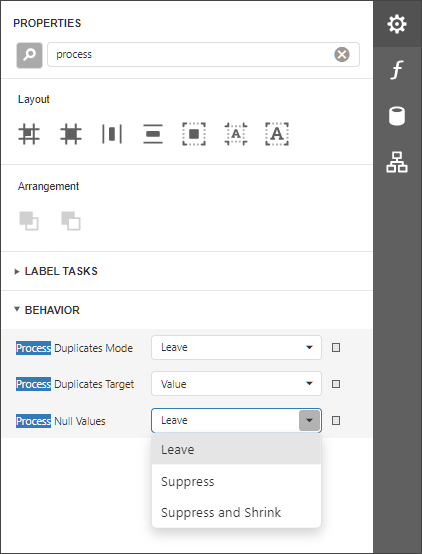 PROPERTIES
process
Layout
A A
Arrangement
LABEL TASKS
BEHAVIOR
Process Duplicates Mode Leave
Process Duplicates Target Value
Process Null Values Leave
Leave
Suppress
Suppress and Shrink